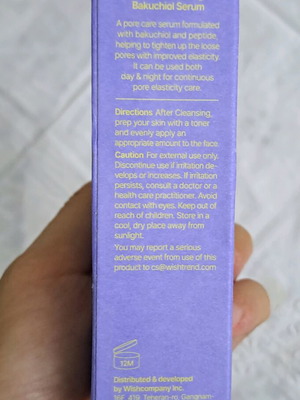 Bakuchiol Serum
A pore care serum formulated
with bakuchiol and peptide,
helping to tighten up the loose
pores with improved elasticity.
It can be used both
day & night for continuous
pore elasticity care.
Directions After Cleansing,
prep your skin with a toner
and evenly apply an
appropriate amount to the face.
Caution For external use only.
Discontinue use if irritation de-
velops or increases. If irritation
persists, consult a doctor or a
health care practitioner. Avoid
contact with eyes. Keep out of
reach of children. Store in a
cool, dry place away from
sunlight.
You may report a serious
adverse event from use of this
product to cs@wishtrend.com
12M
Distributed & developed
by Wishcompany Inc.
16F, 419, Teheran-ro, Gangnam-